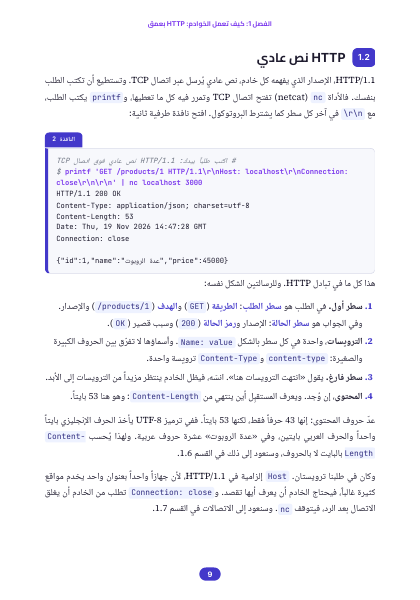 الفصل 1: كيف تعمل الخوادم: HTTP بعمق
1.2 HTTP نص عادي
HTTP/1.1، الإصدار الذي يفهمه كل خادم، نص عادي يُرسل عبر اتصال TCP. وتستطيع أن تكتب الطلب
بنفسك. فالأداة nc (netcat) تفتح اتصال TCP وتمرر فيه كل ما تعطيها، و printf يكتب الطلب،
مع \r\n في آخر كل سطر كما يشترط البروتوكول. افتح نافذة طرفية ثانية:
النافذة 2
# اكتب طلباً بيدك: HTTP/1.1 نص عادي فوق اتصال TCP
$ printf 'GET /products/1 HTTP/1.1\r\nHost: localhost\r\nConnection:
close\r\n\r\n' | nc localhost 3000
HTTP/1.1 200 OK
Content-Type: application/json; charset=utf-8
Content-Length: 53
Date: Thu, 19 Nov 2026 14:47:28 GMT
Connection: close
{"id":1,"name":"عدة الروبوت","price":45000}
هذا كل ما في تبادل HTTP. وللرسالتين الشكل نفسه:
1. سطر أول. في الطلب هو سطر الطلب: الطريقة ( GET ) والهدف ( /products/1 ) والإصدار.
وفي الجواب هو سطر الحالة: الإصدار ورمز الحالة ( 200 ) وسبب قصير ( OK ).
2. الترويسات، واحدة في كل سطر بالشكل Name: value . وأسماؤها لا تفرّق بين الحروف الكبيرة
والصغيرة: content-type و Content-Type ترويسة واحدة.
3. سطر فارغ. يقول «انتهت الترويسات هنا». انسَه، فيظل الخادم ينتظر مزيداً من الترويسات إلى الأبد.
4. المحتوى، إن وُجد. ويعرف المستقبل أين ينتهي من Content-Length : وهو هنا 53 بايتاً.
عدّ حروف المحتوى: إنها 43 حرفاً فقط، لكنها 53 بايتاً. ففي ترميز UTF-8 يأخذ الحرف الإنجليزي بايتاً
واحداً والحرف العربي بايتين، وفي «عدة الروبوت» عشرة حروف عربية. ولهذا يُحسب Content-
Length بالبايت لا بالحروف، وسنعود إلى ذلك في القسم 1.6.
وكان في طلبنا ترويستان. Host إلزامية في HTTP/1.1، لأن جهازاً واحداً بعنوان واحد يخدم مواقع
كثيرة غالباً، فيحتاج الخادم أن يعرف أيها تقصد. و Connection: close تطلب من الخادم أن يغلق
الاتصال بعد الرد، فيتوقف nc . وسنعود إلى الاتصالات في القسم 1.7.
9